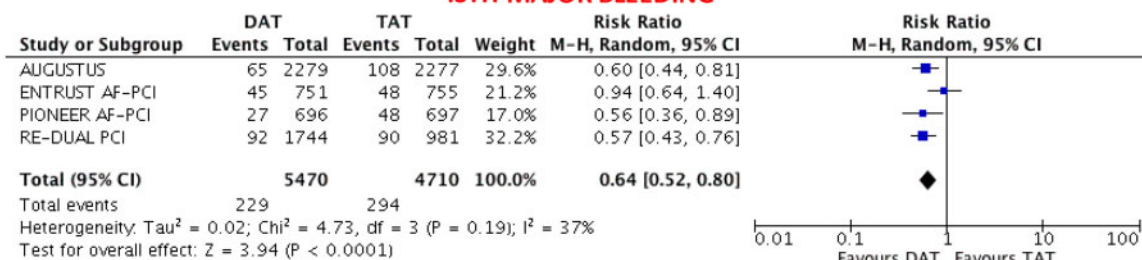 MAJOR BLEEDING
DAT TAT Risk Ratio Risk Ratio
Study or Subgroup Events Total Events Total Weight M-H, Random, 95% CI M-H, Random, 95% CI
AUGUSTUS 65 2279 108 2277 29.6% 0.60 [0.44, 0.81]
ENTRUST AF-PCI 45 751 48 755 21.2% 0.94 [0.64, 1.40]
PIONEER AF-PCI 27 696 48 697 17.0% 0.56 [0.36, 0.89]
RE-DUAL PCI 92 1744 90 981 32.2% 0.57 [0.43, 0.76]
Total (95% CI) 5470 4710 100.0% 0.64 [0.52, 0.80]
Total events 229 294
Heterogeneity: Tau² = 0.02; Chi² = 4.73, df = 3 (P = 0.19); I² = 37%
Test for overall effect: Z = 3.94 (P < 0.0001)
0.01 0.1 1 10 100
Favours DAT Favours TAT